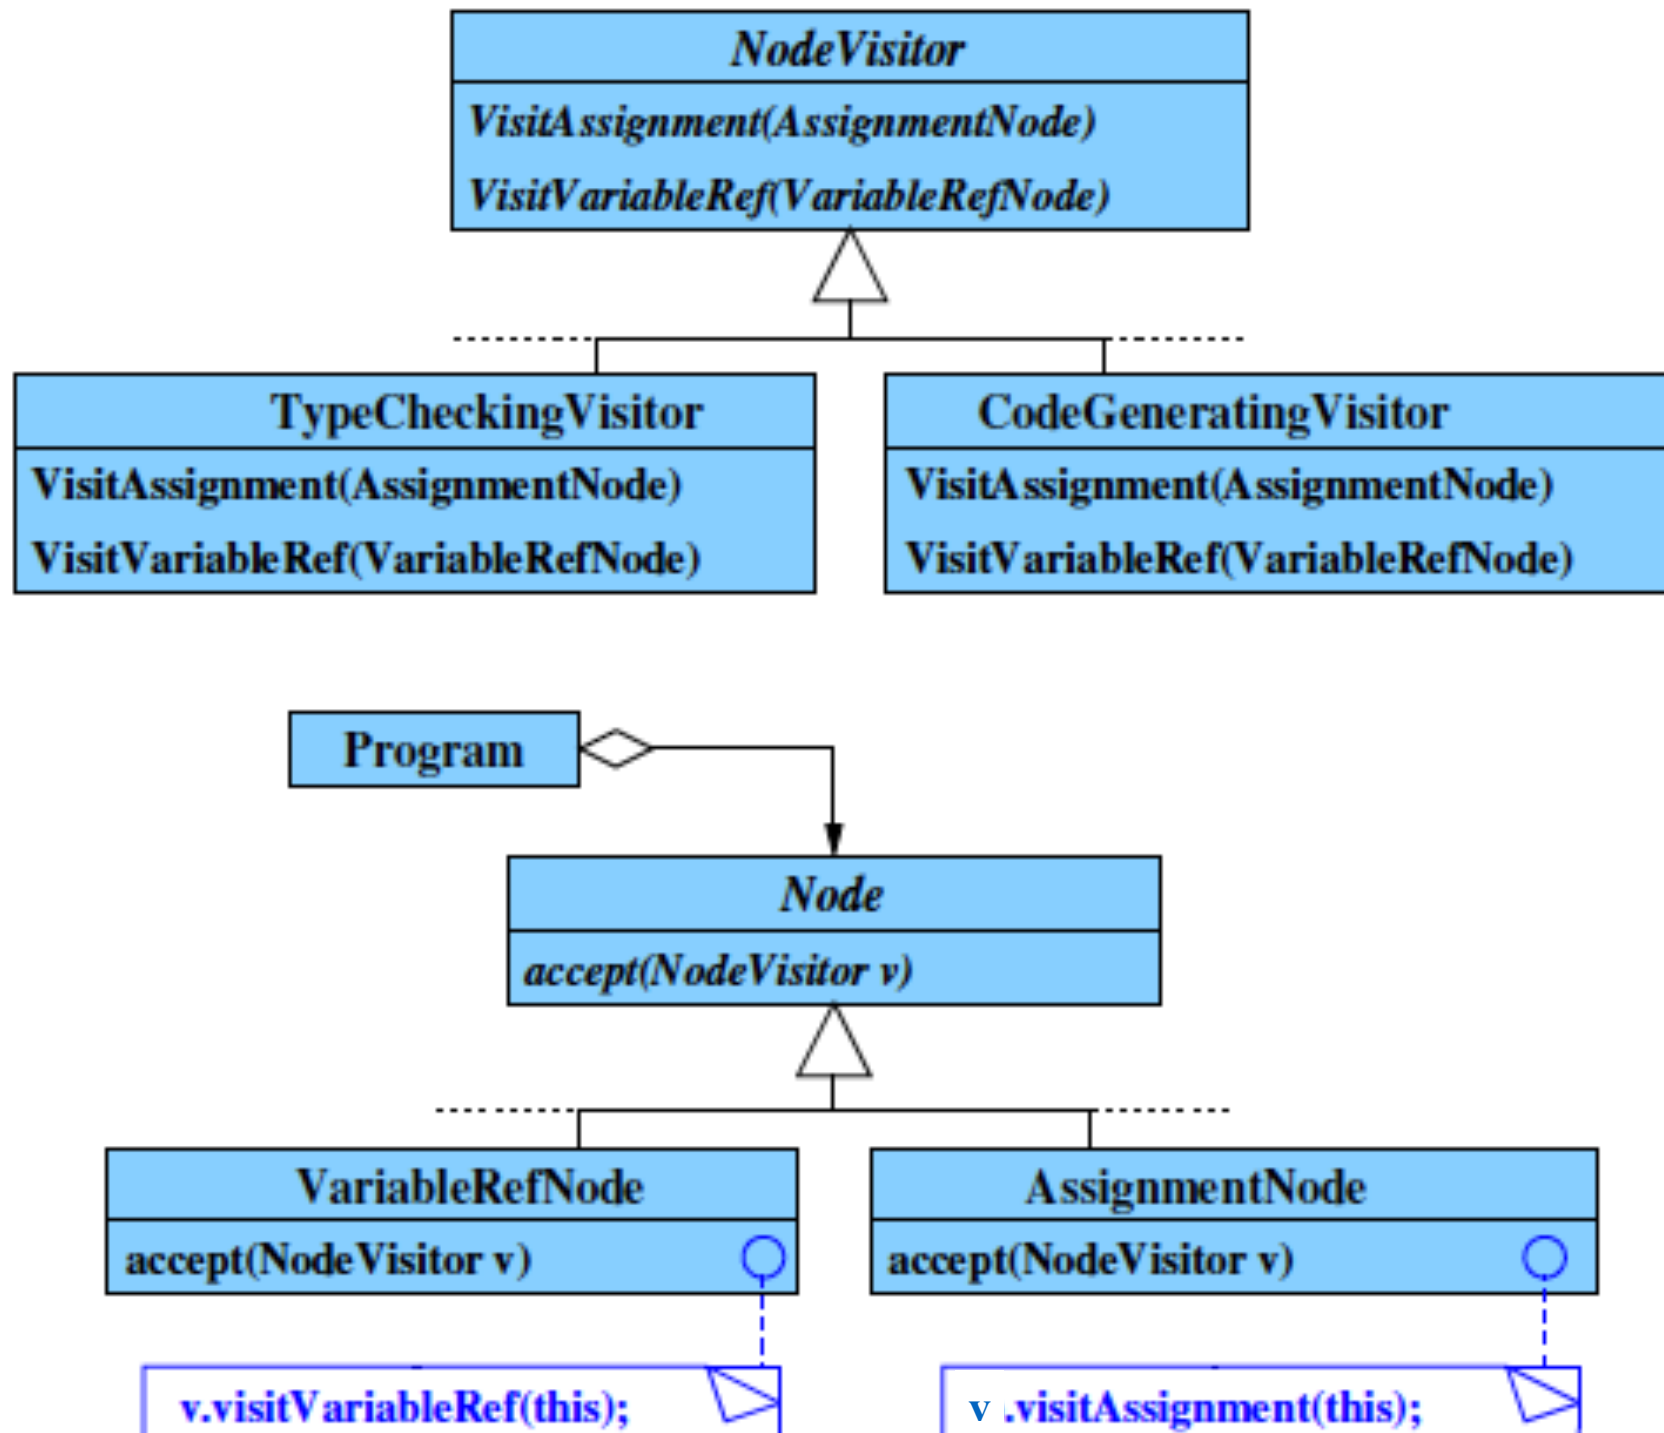 NodeVisitor
VisitAssignment(AssignmentNode)
VisitVariableRef(VariableRefNode)
TypeCheckingVisitor
VisitAssignment(AssignmentNode)
VisitVariableRef(VariableRefNode)
CodeGeneratingVisitor
VisitAssignment(AssignmentNode)
VisitVariableRef(VariableRefNode)
Program
Node
accept(NodeVisitor v)
VariableRefNode
accept(NodeVisitor v)
v.visitVariableRef(this);
AssignmentNode
accept(NodeVisitor v)
v .visitAssignment(this);